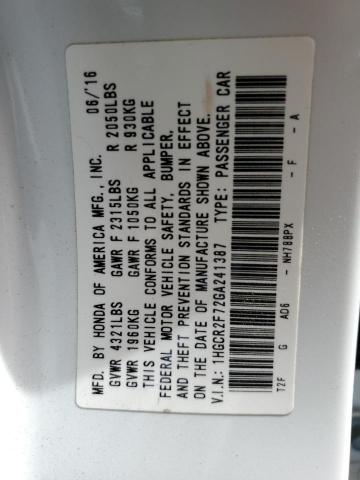 MFD. BY HONDA OF AMERICA MFG., INC. 06/'16
GVWR 4321LBS GAWR F 2315LBS R 2050LBS
GVWR 1960KG GAWR F 1050KG R 930KG
THIS VEHICLE CONFORMS TO ALL APPLICABLE
FEDERAL MOTOR VEHICLE SAFETY, BUMPER,
AND THEFT PREVENTION STANDARDS IN EFFECT
ON THE DATE OF MANUFACTURE SHOWN ABOVE.
V.I.N.:1HGCR2F72GA241387 TYPE: PASSENGER CAR
T2F G AD6 -NH788PX -F -A